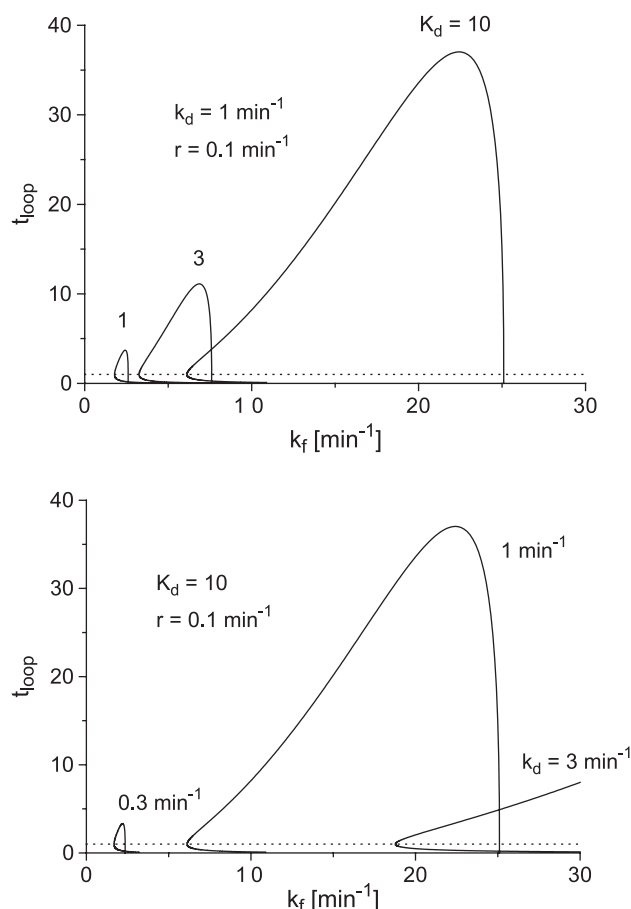 40
30
20
10
0
t_loop
K_d = 10
k_d = 1 min⁻¹
r = 0.1 min⁻¹
3
1
0 1 0 20 30
k_f [min⁻¹]
40
30
20
10
0
t_loop
1 min⁻¹
K_d = 10
r = 0.1 min⁻¹
k_d = 3 min⁻¹
0.3 min⁻¹
0 10 20 30
k_f [min⁻¹]